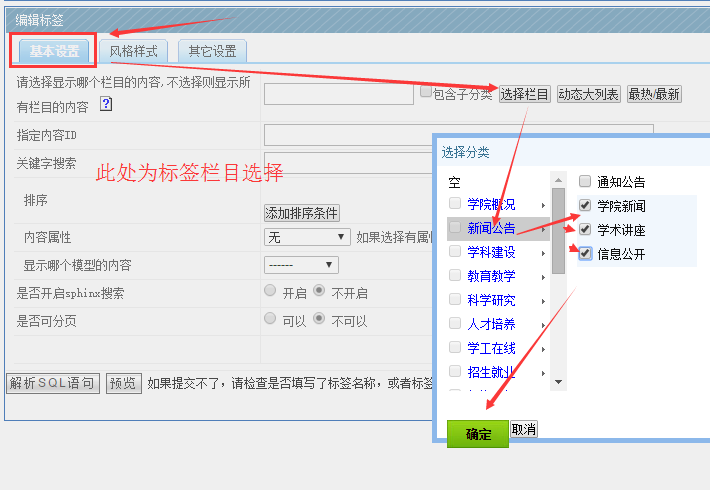 编辑标签
基本设置 风格样式 其它设置
请选择显示哪个栏目的内容,不选择则显示所
有栏目的内容 ?
包含子分类 选择栏目 动态大列表 最热/最新
指定内容ID
关键字搜索
此处为标签栏目选择
排序
添加排序条件
内容属性 无 如果选择有属
显示哪个模型的内容 ------
是否开启sphinx搜索 开启 不开启
是否可分页 可以 不可以
解析SQL语句 预览 如果提交不了，请检查是否填写了标签名称，或者标签
选择分类
空
学院概况
新闻公告
学科建设
教育教学
科学研究
人才培养
学工在线
招生就业
通知公告
学院新闻
学术讲座
信息公开
确定 取消